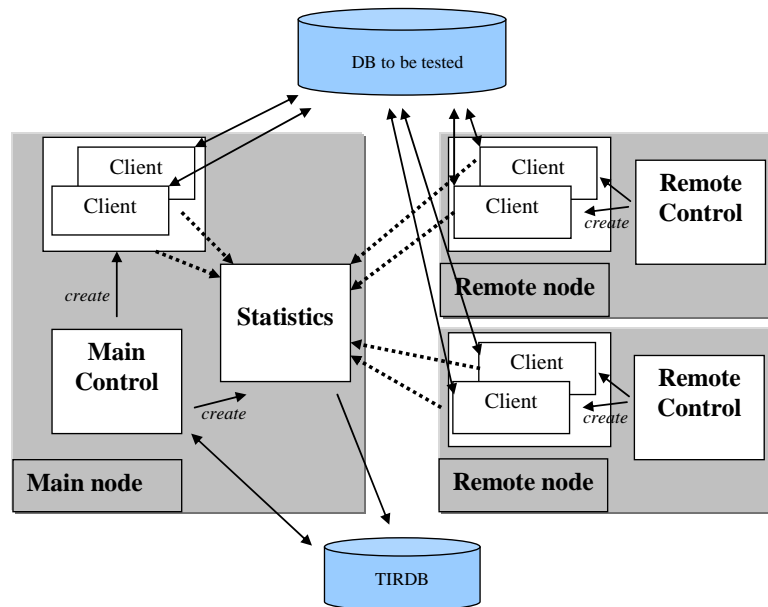 DB to be tested
Client
Client
create
Statistics
Main
Control
create
Main node
Client
Client
create
Remote
Control
Remote node
Client
Client
create
Remote
Control
Remote node
TIRDB